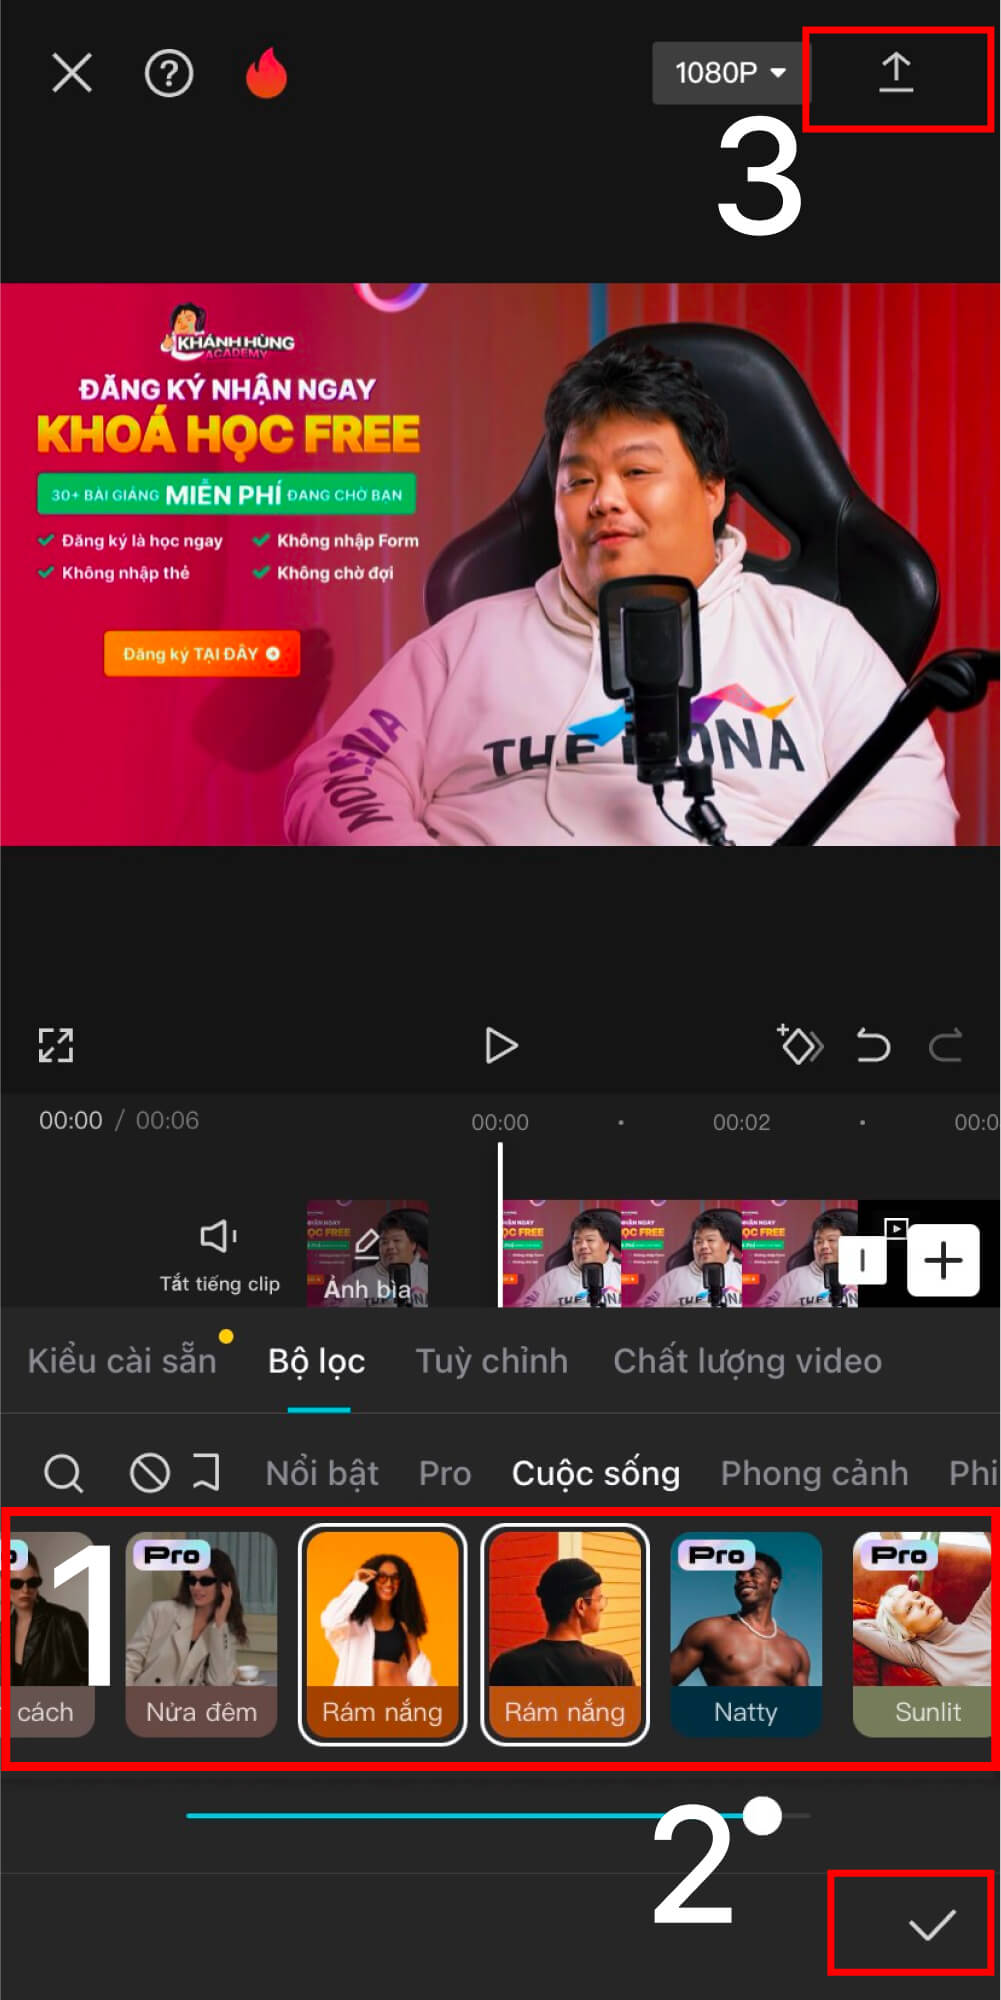 1080P
3
KHÁNH HÙNG
ACADEMY
ĐĂNG KÝ NHẬN NGAY
KHOÁ HỌC FREE
30+ BÀI GIẢNG MIỄN PHÍ ĐANG CHỜ BẠN
Đăng ký là học ngay
Không nhập Form
Không nhập thẻ
Không chờ đợi
Đăng ký TẠI ĐÂY
00:00 / 00:06
00:00
00:02
00:0
Tắt tiếng clip
Ảnh bìa
Kiểu cài sẵn
Bộ lọc
Tuỳ chỉnh
Chất lượng video
Nổi bật
Pro
Cuộc sống
Phong cảnh
Phi
1
Pro
Pro
Pro
cách
Nửa đêm
Rám nắng
Rám nắng
Natty
Sunlit
2